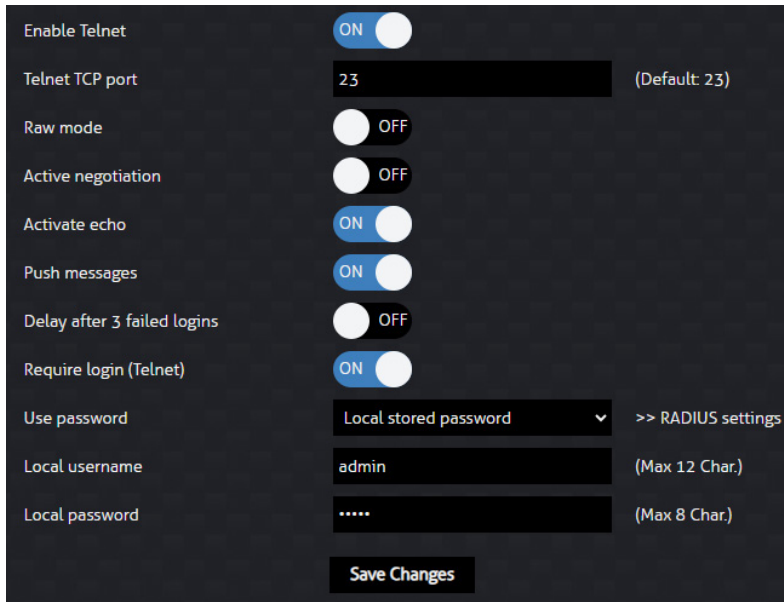 Enable Telnet ON
Telnet TCP port 23 (Default: 23)
Raw mode OFF
Active negotiation OFF
Activate echo ON
Push messages ON
Delay after 3 failed logins OFF
Require login (Telnet) ON
Use password Local stored password >> RADIUS settings
Local username admin (Max 12 Char.)
Local password ••••• (Max 8 Char.)
Save Changes